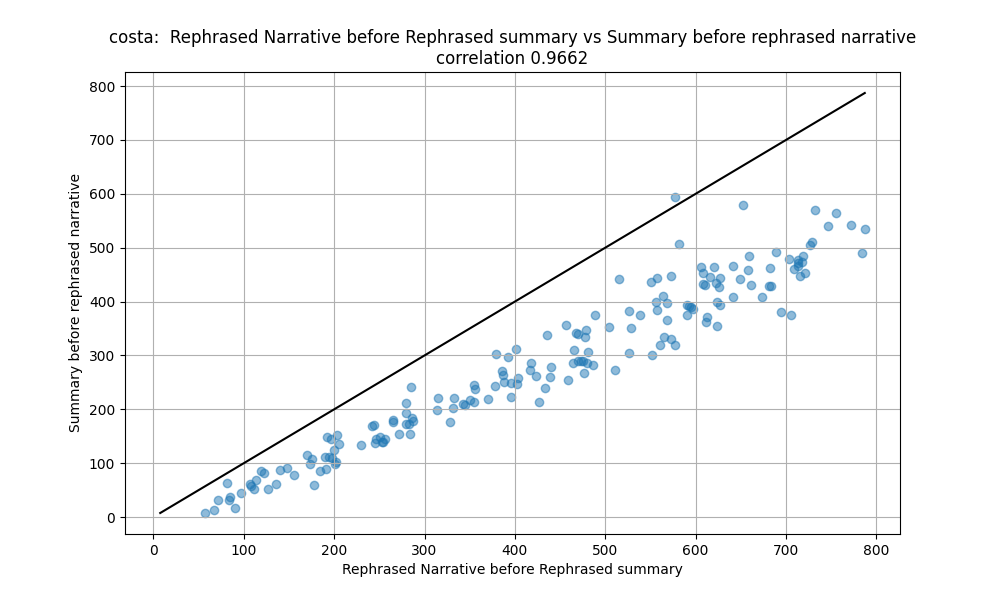 costa:  Rephrased Narrative before Rephrased summary vs Summary before rephrased narrative
correlation 0.9662
800
700
600
500
400
300
200
100
0
Summary before rephrased narrative
0 100 200 300 400 500 600 700 800
Rephrased Narrative before Rephrased summary